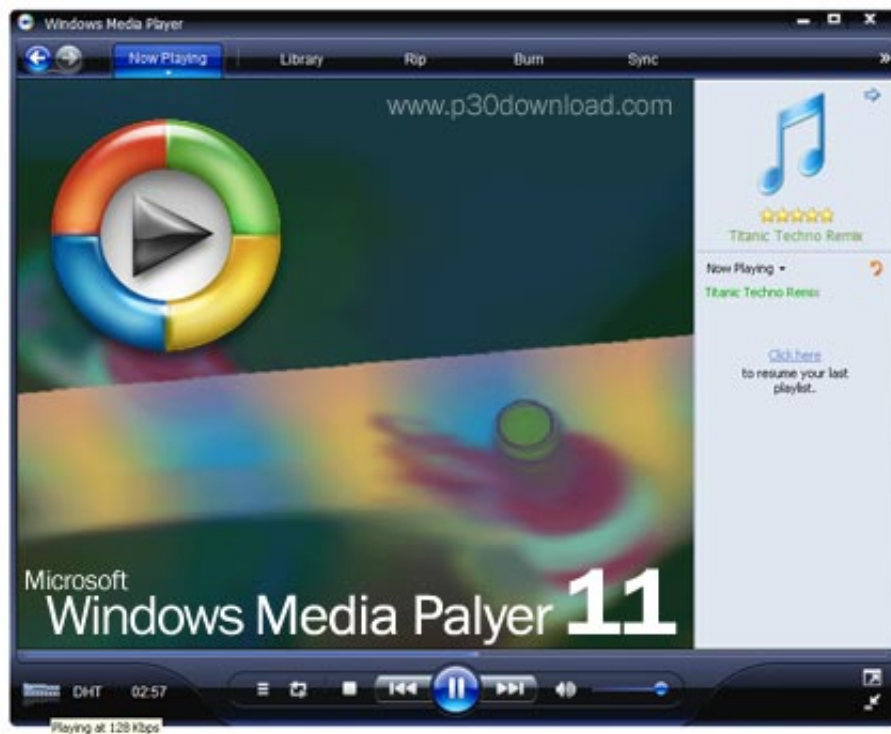 Windows Media Player
Now Playing
Library
Rip
Burn
Sync
www.p30download.com
Titanic Techno Remix
Now Playing
Titanic Techno Remix
Click here
to resume your last
playlist.
Microsoft
Windows Media Palyer 11
DHT 02:57
Playing at 128 Kbps